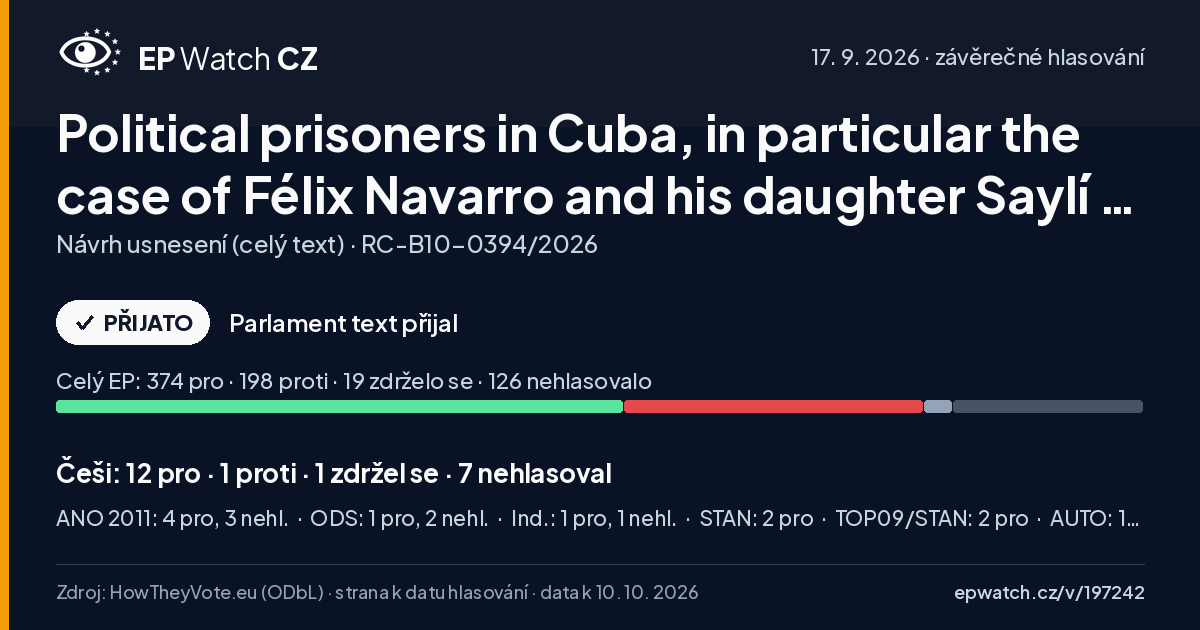 EP Watch CZ
17. 9. 2026 · závěrečné hlasování
Political prisoners in Cuba, in particular the
case of Félix Navarro and his daughter Saylí ...
Návrh usnesení (celý text) · RC-B10-0394/2026
✓ PŘIJATO
Parlament text přijal
Celý EP: 374 pro · 198 proti · 19 zdrželo se · 126 nehlasovalo
Češi: 12 pro · 1 proti · 1 zdržel se · 7 nehlasoval
ANO 2011: 4 pro, 3 nehl. · ODS: 1 pro, 2 nehl. · Ind.: 1 pro, 1 nehl. · STAN: 2 pro · TOP09/STAN: 2 pro · AUTO: 1...
Zdroj: HowTheyVote.eu (ODbL) · strana k datu hlasování · data k 10. 10. 2026
epwatch.cz/v/197242